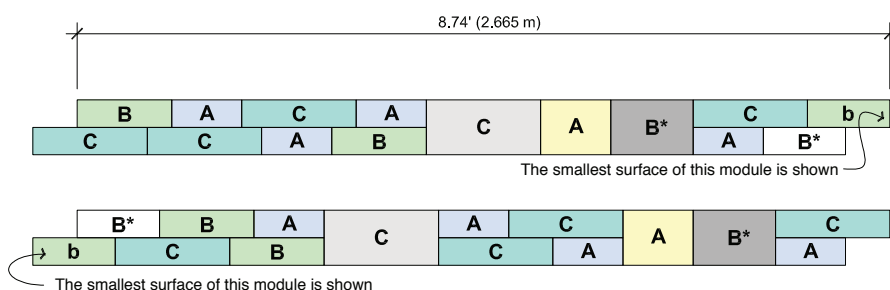 8.74' (2.665 m)
B A C A C A B* C b
C C A B A B*
The smallest surface of this module is shown
B* B A C A C A B* C
b C B C A A
The smallest surface of this module is shown